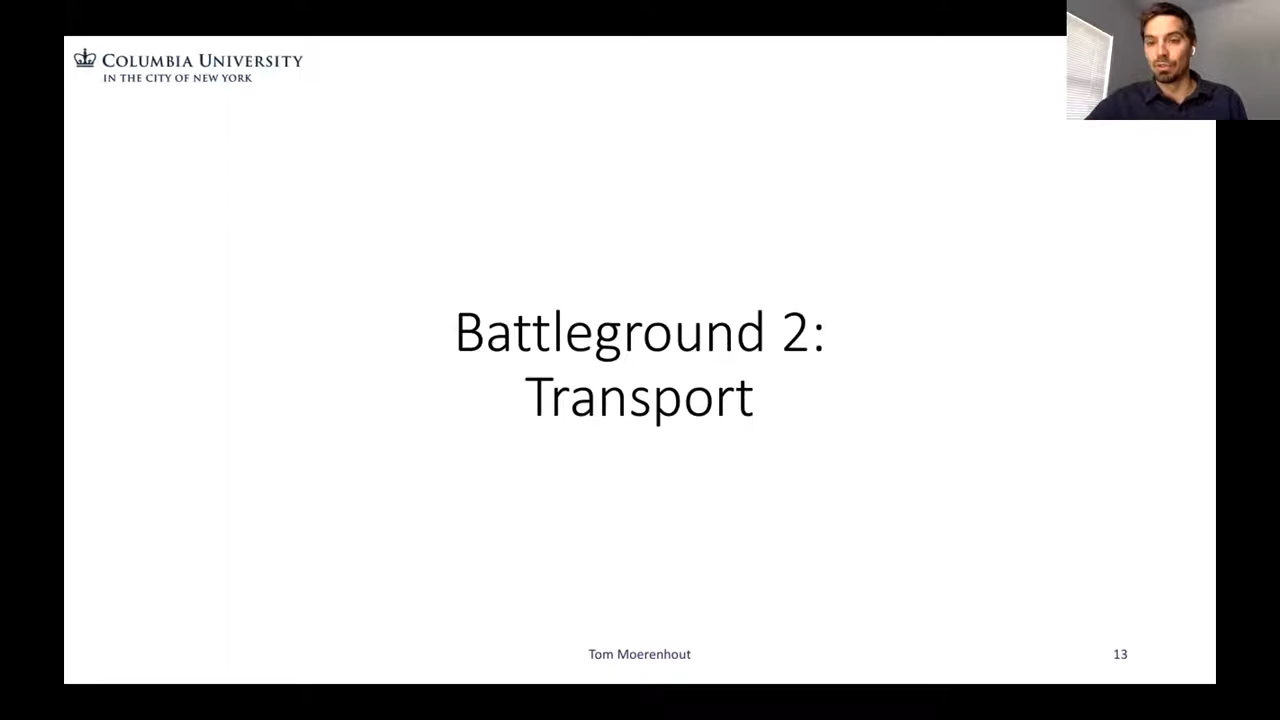 COLUMBIA UNIVERSITY
IN THE CITY OF NEW YORK
Battleground 2:
Transport
Tom Moerenhout
13